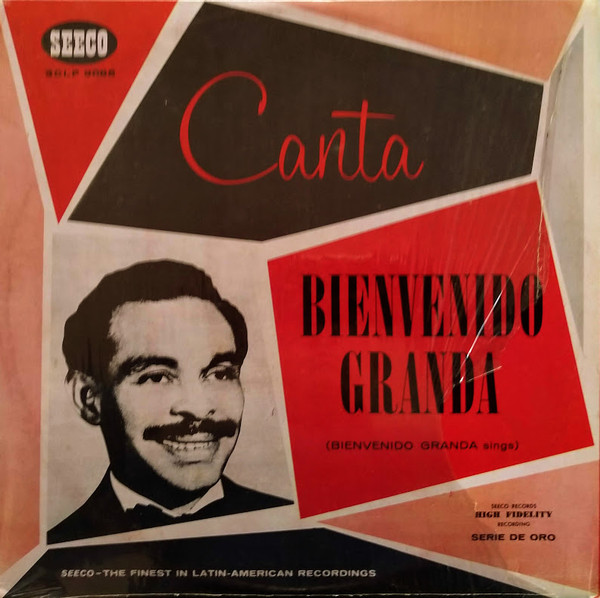 SEECO
SCLP 9088
Canta
BIENVENIDO
GRANDA
(BIENVENIDO GRANDA sings)
SEECO RECORDS
HIGH FIDELITY
RECORDING
SERIE DE ORO
SEECO-THE FINEST IN LATIN-AMERICAN RECORDINGS